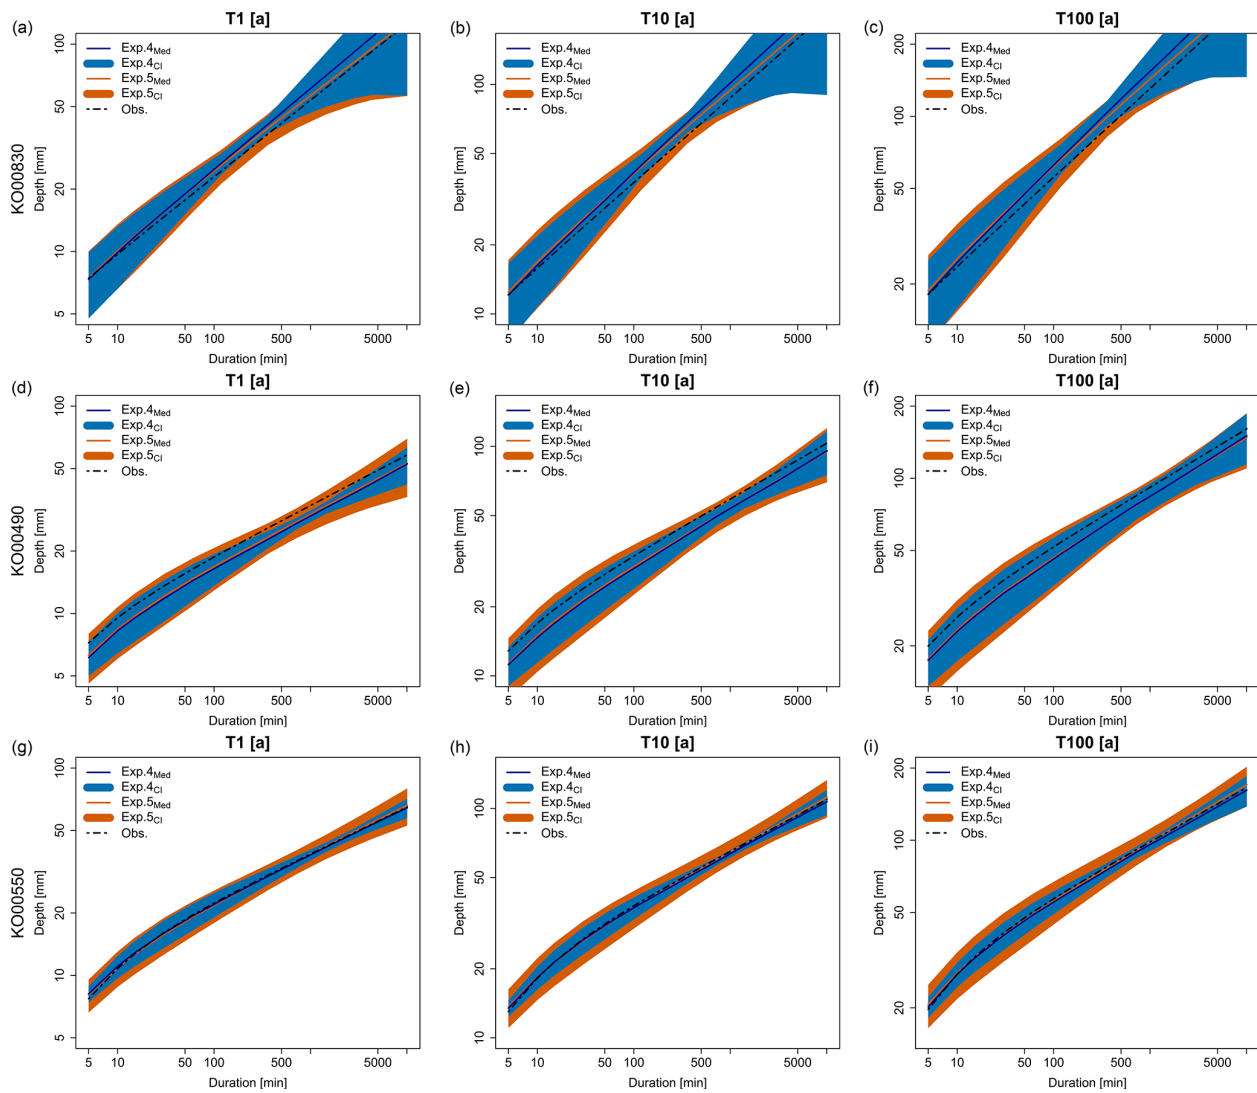 (a) T1 [a]
Exp.4Med
Exp.4CI
Exp.5Med
Exp.5CI
Obs.
100
50
20
10
5
KO00830
Depth [mm]
5 10 50 100 500 5000
Duration [min]
(b) T10 [a]
Exp.4Med
Exp.4CI
Exp.5Med
Exp.5CI
Obs.
100
50
20
10
Depth [mm]
5 10 50 100 500 5000
Duration [min]
(c) T100 [a]
Exp.4Med
Exp.4CI
Exp.5Med
Exp.5CI
Obs.
200
100
50
20
Depth [mm]
5 10 50 100 500 5000
Duration [min]
(d) T1 [a]
Exp.4Med
Exp.4CI
Exp.5Med
Exp.5CI
Obs.
100
50
20
10
5
KO00490
Depth [mm]
5 10 50 100 500 5000
Duration [min]
(e) T10 [a]
Exp.4Med
Exp.4CI
Exp.5Med
Exp.5CI
Obs.
100
50
20
10
Depth [mm]
5 10 50 100 500 5000
Duration [min]
(f) T100 [a]
Exp.4Med
Exp.4CI
Exp.5Med
Exp.5CI
Obs.
200
100
50
20
Depth [mm]
5 10 50 100 500 5000
Duration [min]
(g) T1 [a]
Exp.4Med
Exp.4CI
Exp.5Med
Exp.5CI
Obs.
100
50
20
10
5
KO00550
Depth [mm]
5 10 50 100 500 5000
Duration [min]
(h) T10 [a]
Exp.4Med
Exp.4CI
Exp.5Med
Exp.5CI
Obs.
100
50
20
10
Depth [mm]
5 10 50 100 500 5000
Duration [min]
(i) T100 [a]
Exp.4Med
Exp.4CI
Exp.5Med
Exp.5CI
Obs.
200
100
50
20
Depth [mm]
5 10 50 100 500 5000
Duration [min]